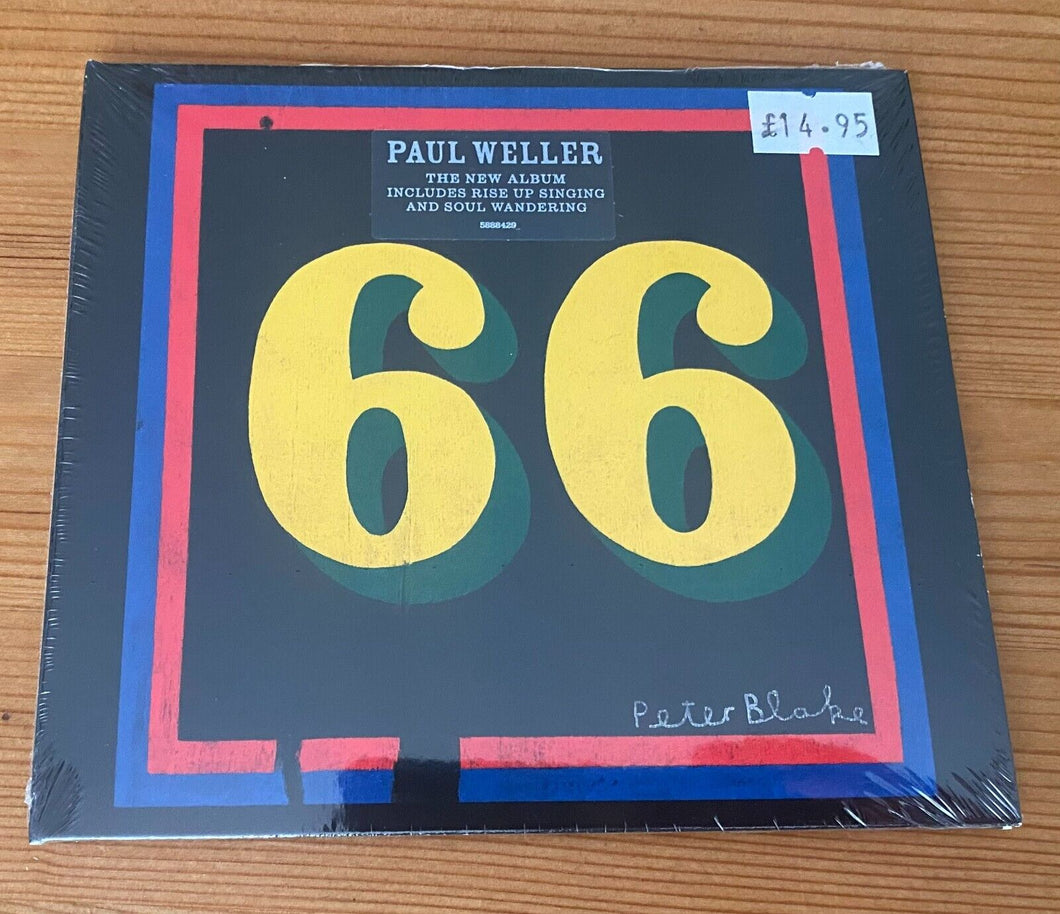 £14.95
PAUL WELLER
THE NEW ALBUM
INCLUDES RISE UP SINGING
AND SOUL WANDERING
5888429
66
Peter Blake